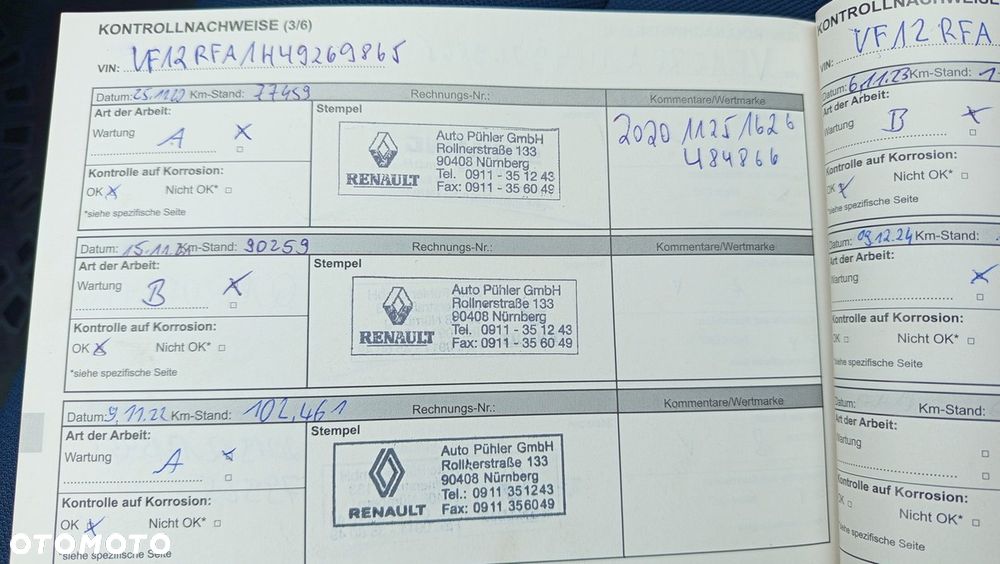 KONTROLLNACHWEISE (3/6)
VIN: VF12RFA1H49269865
Datum: 25.11.20 Km-Stand: 77459 Rechnungs-Nr.: Kommentare/Wertmarke
Art der Arbeit:
Wartung A X
Kontrolle auf Korrosion:
OK X Nicht OK* □
*siehe spezifische Seite
Stempel
RENAULT
Auto Pühler GmbH
Rollnerstraße 133
90408 Nürnberg
Tel. 0911 - 35 12 43
Fax: 0911 - 35 60 49
2020 1125 1626
484866
Datum: 15.11.21 Km-Stand: 90259 Rechnungs-Nr.: Kommentare/Wertmarke
Art der Arbeit:
Wartung B X
Kontrolle auf Korrosion:
OK X Nicht OK* □
*siehe spezifische Seite
Stempel
RENAULT
Auto Pühler GmbH
Rollnerstraße 133
90408 Nürnberg
Tel. 0911 - 35 12 43
Fax: 0911 - 35 60 49
Datum: 9.11.22 Km-Stand: 102.461 Rechnungs-Nr.: Kommentare/Wertmarke
Art der Arbeit:
Wartung A X
Kontrolle auf Korrosion:
OK X Nicht OK* □
*siehe spezifische Seite
Stempel
RENAULT
Auto Pühler GmbH
Rollnerstraße 133
90408 Nürnberg
Tel.: 0911 351243
Fax: 0911 356049
KONTROLLNACHWEISE
VIN: VF12RFA
Datum: 6.11.23 Km-Stand: 1
Art der Arbeit:
Wartung B X
Kontrolle auf Korrosion:
OK X Nicht OK* □
*siehe spezifische Seite
Datum: 09.12.24 Km-Stand:
Art der Arbeit:
Wartung X
Kontrolle auf Korrosion:
OK □ Nicht OK* □
*siehe spezifische Seite
Datum: Km-Stand:
Art der Arbeit:
Wartung □
Kontrolle auf Korrosion:
OK □ Nicht OK* □
*siehe spezifische Seite
OTOMOTO